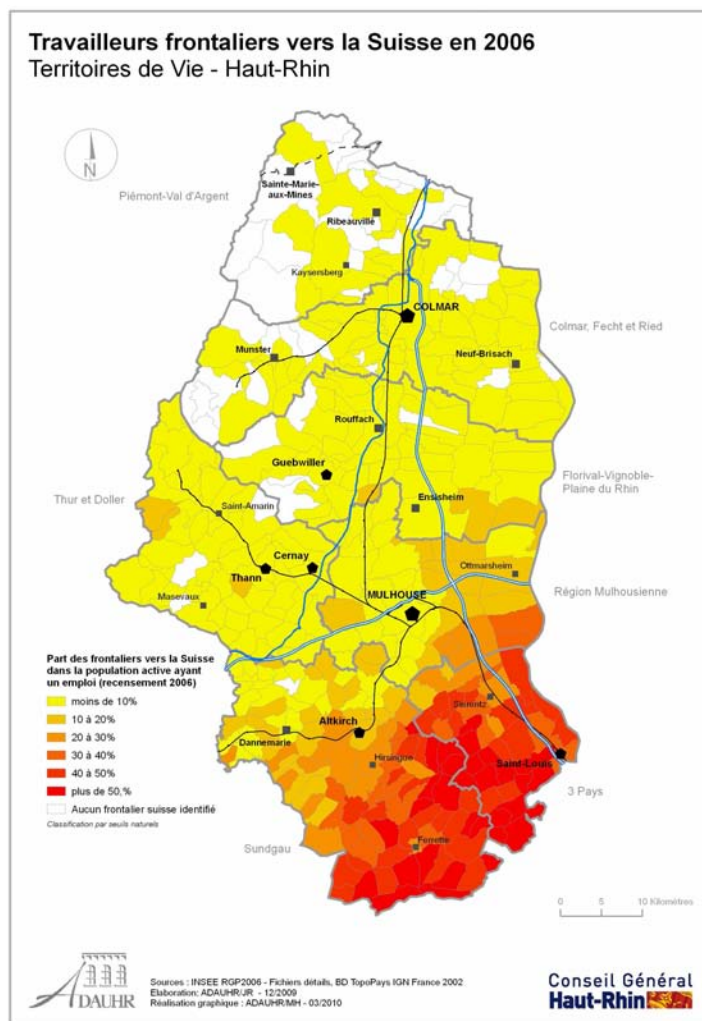 Travailleurs frontaliers vers la Suisse en 2006
Territoires de Vie - Haut-Rhin
N
Piémont-Val d'Argent
Sainte-Marie-
aux-Mines
Ribeauvillé
Kaysersberg
COLMAR
Colmar, Fecht et Ried
Munster
Neuf-Brisach
Rouffach
Guebwiller
Florival-Vignoble-
Plaine du Rhin
Thur et Doller
Saint-Amarin
Ensisheim
Cernay
Ottmarsheim
Thann
Région Mulhousienne
Masevaux
MULHOUSE
Part des frontaliers vers la Suisse
dans la population active ayant
un emploi (recensement 2006)
moins de 10%
10 à 20%
20 à 30%
30 à 40%
40 à 50%
plus de 50,%
Aucun frontalier suisse identifié
Classification par seuils naturels
Sierentz
Altkirch
Dannemarie
Hirsingue
Saint-Louis
3 Pays
Sundgau
Ferrette
0 5 10 Kilomètres
ADAUHR
Sources : INSEE RGP2006 - Fichiers détails, BD TopoPays IGN France 2002
Elaboration: ADAUHR/JR - 12/2009
Réalisation graphique : ADAUHR/MH - 03/2010
Conseil Général
Haut-Rhin